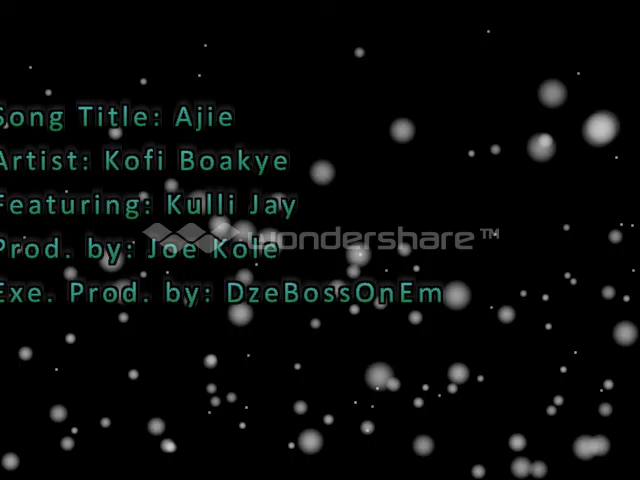 Song Title: Ajie
Artist: Kofi Boakye
Featuring: Kulli Jay
wondershare™
Prod. by: Joe Kole
Exe. Prod. by: DzeBossOnEm